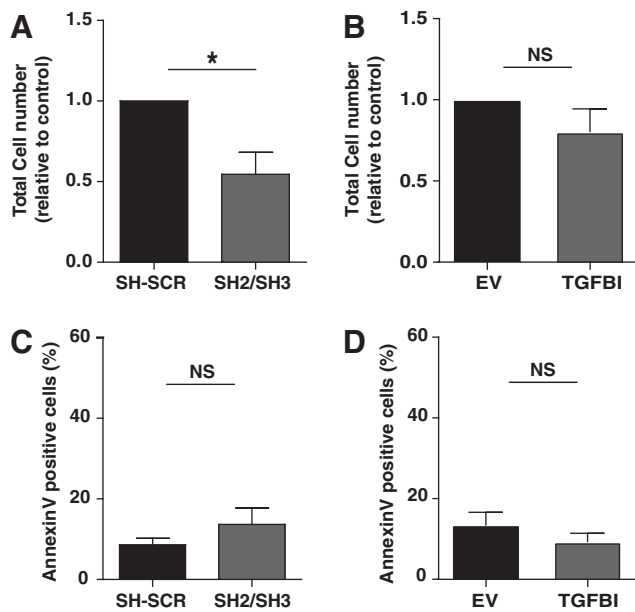 A
Total Cell number
(relative to control)
1.5
1.0
0.5
0.0
*
SH-SCR SH2/SH3
B
Total Cell number
(relative to control)
1.5
1.0
0.5
0.0
NS
EV TGFBI
C
AnnexinV positive cells (%)
60
40
20
0
NS
SH-SCR SH2/SH3
D
AnnexinV positive cells (%)
60
40
20
0
NS
EV TGFBI